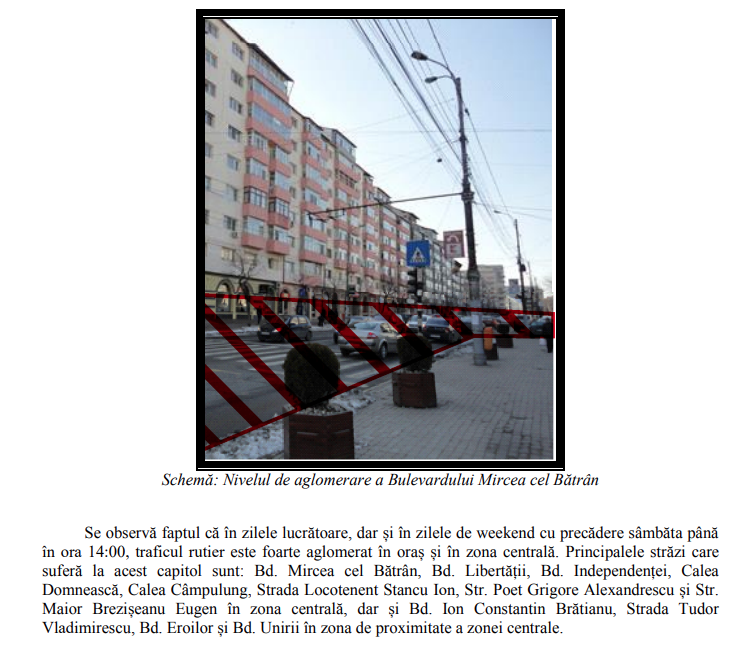 Schemă: Nivelul de aglomerare a Bulevardului Mircea cel Bătrân
Se observă faptul că în zilele lucrătoare, dar și în zilele de weekend cu precădere sâmbăta până
în ora 14:00, traficul rutier este foarte aglomerat în oraș și în zona centrală. Principalele străzi care
suferă la acest capitol sunt: Bd. Mircea cel Bătrân, Bd. Libertății, Bd. Independenței, Calea
Domnească, Calea Câmpulung, Strada Locotenent Stancu Ion, Str. Poet Grigore Alexandrescu și Str.
Maior Brezișeanu Eugen în zona centrală, dar și Bd. Ion Constantin Brătianu, Strada Tudor
Vladimirescu, Bd. Eroilor și Bd. Unirii în zona de proximitate a zonei centrale.